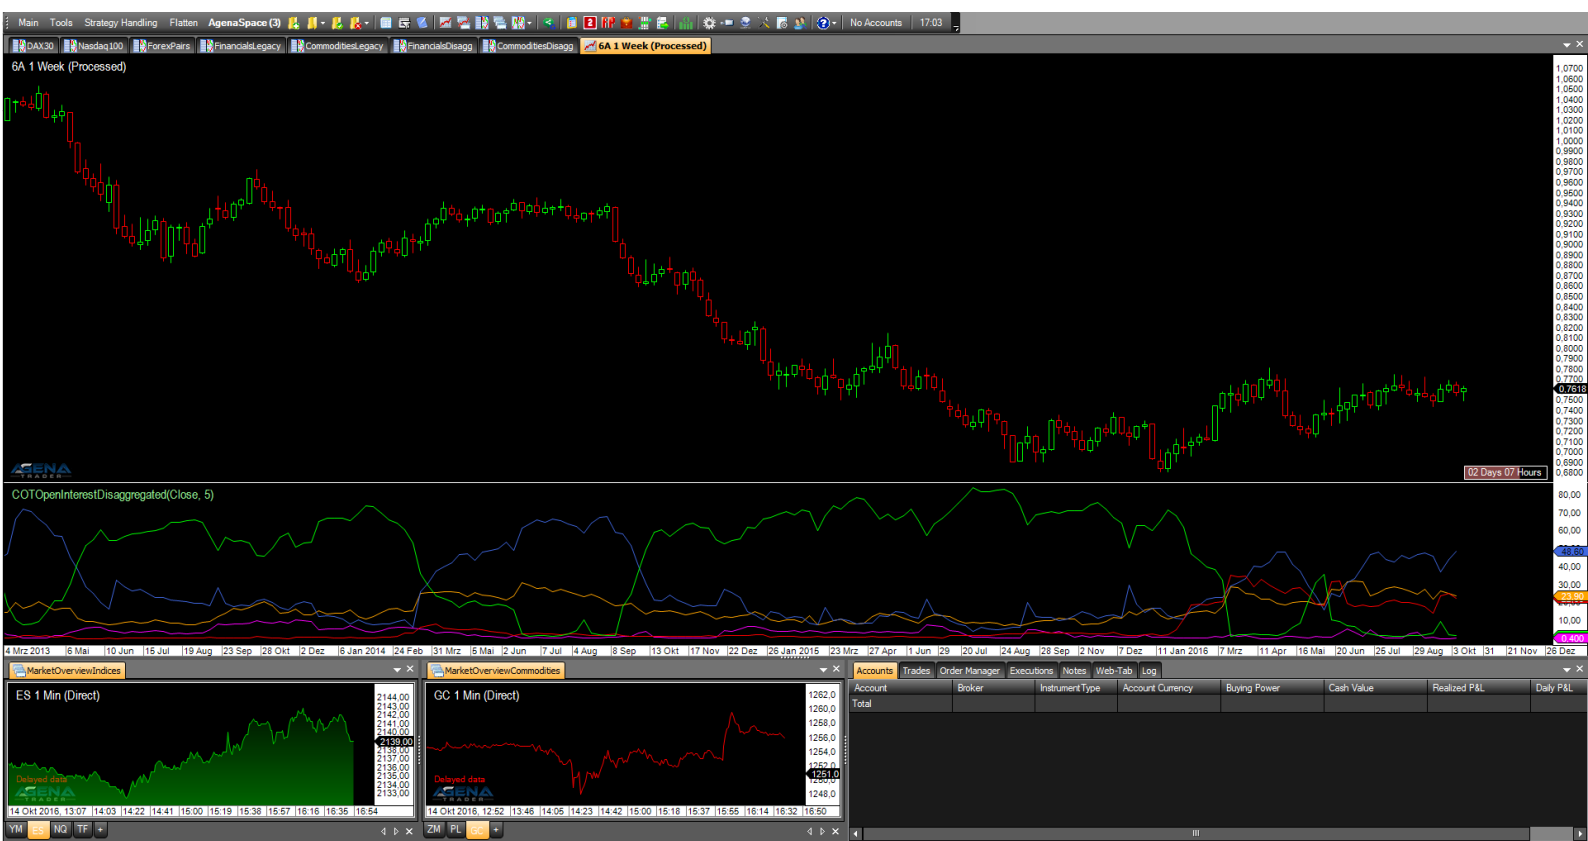 Main Tools Strategy Handling Flatten AgenaSpace (3) 2 No Accounts 17:03
DAX30 Nasdaq100 ForexPairs FinancialsLegacy CommoditiesLegacy FinancialsDisagg CommoditiesDisagg 6A 1 Week (Processed)
6A 1 Week (Processed)
1,0700
1,0600
1,0500
1,0400
1,0300
1,0200
1,0100
1,0000
0,9900
0,9800
0,9700
0,9600
0,9500
0,9400
0,9300
0,9200
0,9100
0,9000
0,8900
0,8800
0,8700
0,8600
0,8500
0,8400
0,8300
0,8200
0,8100
0,8000
0,7900
0,7800
0,7700
0,7618
0,7500
0,7400
0,7300
0,7200
0,7100
0,7000
0,6900
0,6800
AGENA
TRADER
02 Days 07 Hours
COTOpenInterestDisaggregated(Close, 5)
80,00
70,00
60,00
48,60
40,00
30,00
23,90
10,00
0,400
4 Mrz 2013 6 Mai 10 Jun 15 Jul 19 Aug 23 Sep 28 Okt 2 Dez 6 Jan 2014 24 Feb 31 Mrz 5 Mai 2 Jun 7 Jul 4 Aug 8 Sep 13 Okt 17 Nov 22 Dez 26 Jan 2015 23 Mrz 27 Apr 1 Jun 29 20 Jul 24 Aug 28 Sep 2 Nov 7 Dez 11 Jan 2016 7 Mrz 11 Apr 16 Mai 20 Jun 25 Jul 29 Aug 3 Okt 31 21 Nov 26 Dez
MarketOverviewIndices
ES 1 Min (Direct)
2144,00
2143,00
2142,00
2141,00
2140,00
2139,00
2138,00
2137,00
2136,00
2135,00
2134,00
2133,00
Delayed data
AGENA
TRADER
14 Okt 2016, 13:07 14:03 14:22 14:41 15:00 15:19 15:38 15:57 16:16 16:35 16:54
YM ES NQ TF +
MarketOverviewCommodities
GC 1 Min (Direct)
1262,0
1260,0
1258,0
1256,0
1254,0
1252,0
1251,0
1248,0
Delayed data
AGENA
TRADER
14 Okt 2016, 12:52 13:46 14:05 14:23 14:42 15:00 15:18 15:37 15:55 16:14 16:32 16:50
ZM PL GC +
Accounts Trades Order Manager Executions Notes Web-Tab Log
Account Broker InstrumentType Account Currency Buying Power Cash Value Realized P&L Daily P&L
Total